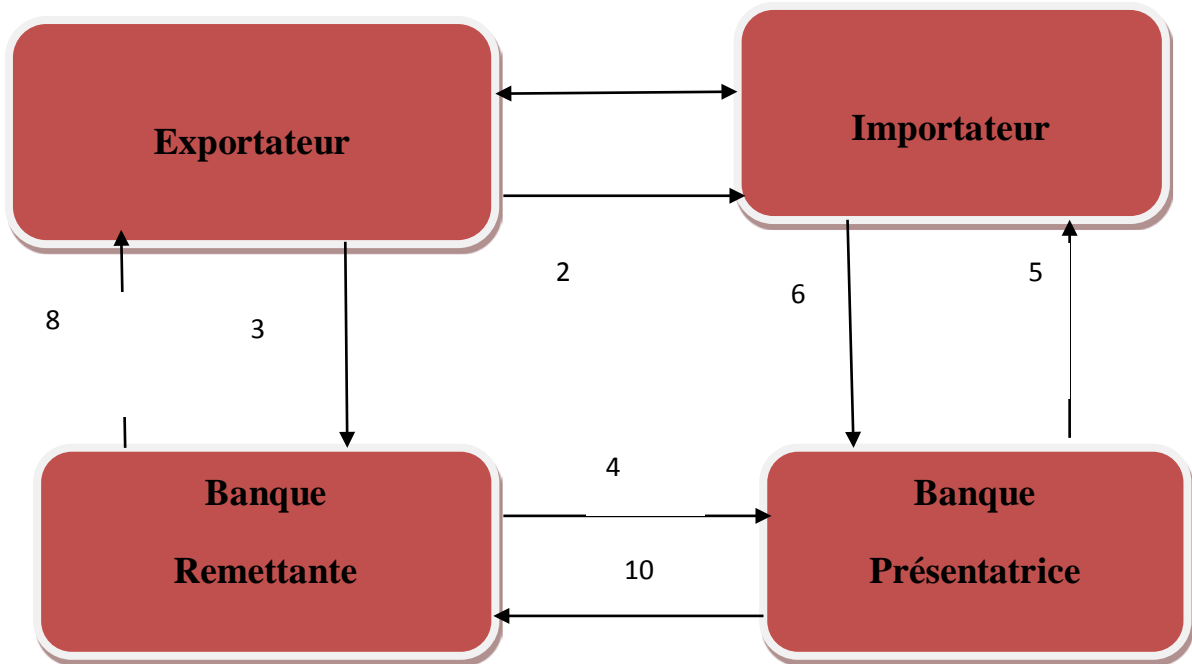 Exportateur
Importateur
2
5
6
8
3
4
Banque
Remettante
10
Banque
Présentatrice